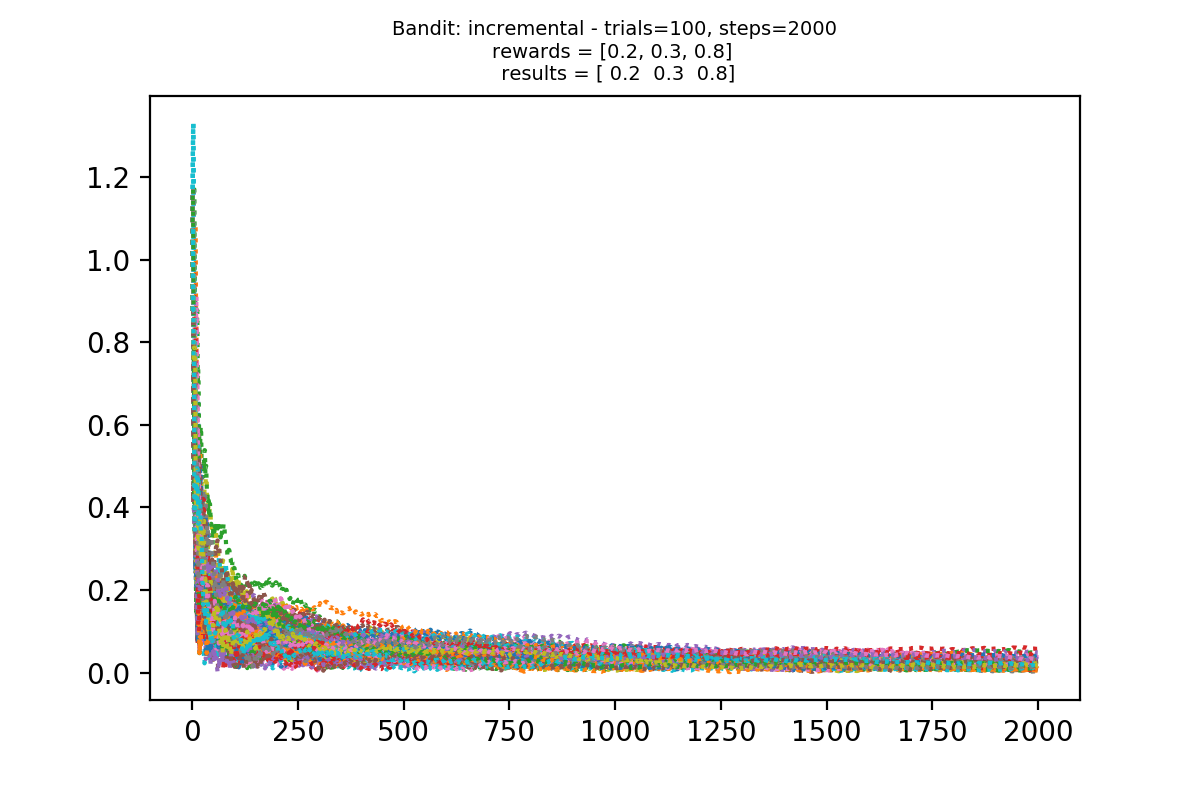 Bandit: incremental - trials=100, steps=2000
rewards = [0.2, 0.3, 0.8]
results = [ 0.2  0.3  0.8]
1.2
1.0
0.8
0.6
0.4
0.2
0.0
0 250 500 750 1000 1250 1500 1750 2000